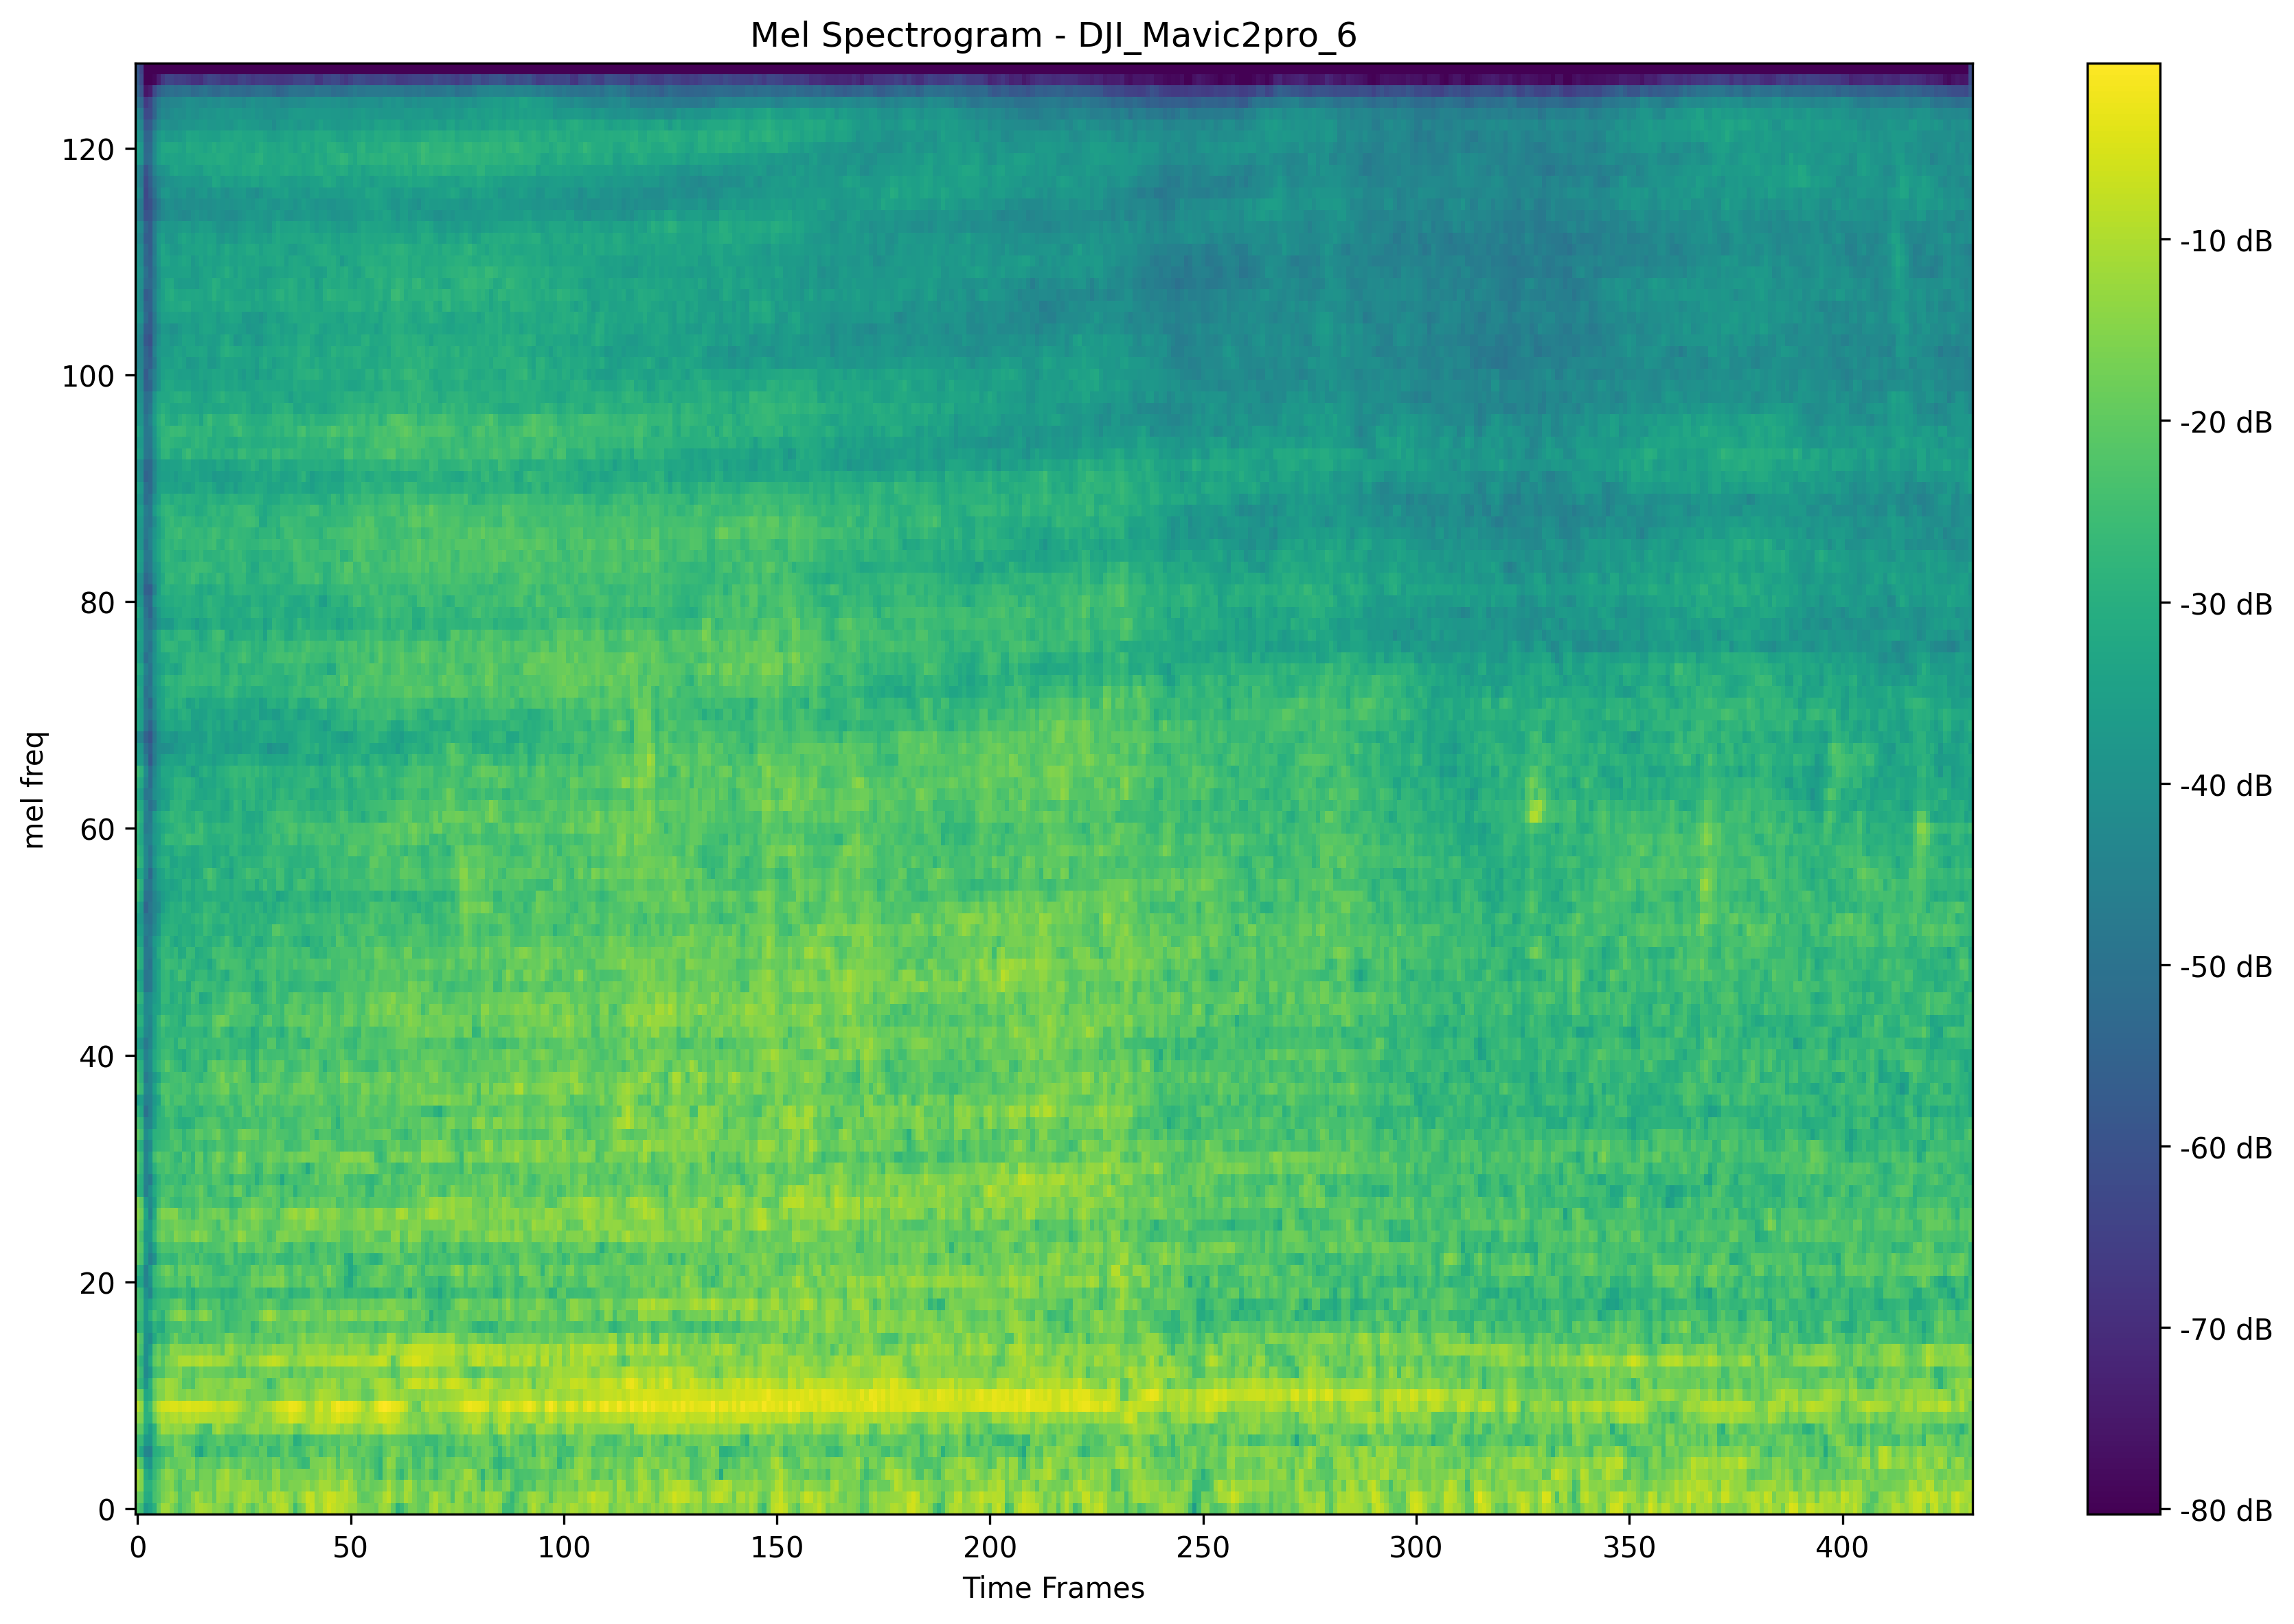 Mel Spectrogram - DJI_Mavic2pro_6
120
100
80
60
40
20
0
mel freq
0 50 100 150 200 250 300 350 400
Time Frames
-10 dB
-20 dB
-30 dB
-40 dB
-50 dB
-60 dB
-70 dB
-80 dB